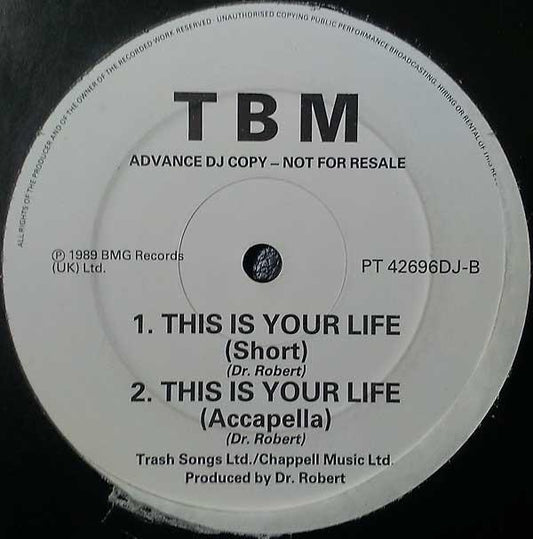 ALL RIGHTS OF THE PRODUCER AND OF THE OWNER OF THE RECORDED WORK RESERVED · UNAUTHORISED COPYING PUBLIC PERFORMANCE BROADCASTING, HIRING OR RENTAL OF THIS
TBM
ADVANCE DJ COPY – NOT FOR RESALE
℗ 1989 BMG Records
(UK) Ltd.
PT 42696DJ-B
1. THIS IS YOUR LIFE
(Short)
(Dr. Robert)
2. THIS IS YOUR LIFE
(Accapella)
(Dr. Robert)
Trash Songs Ltd./Chappell Music Ltd.
Produced by Dr. Robert